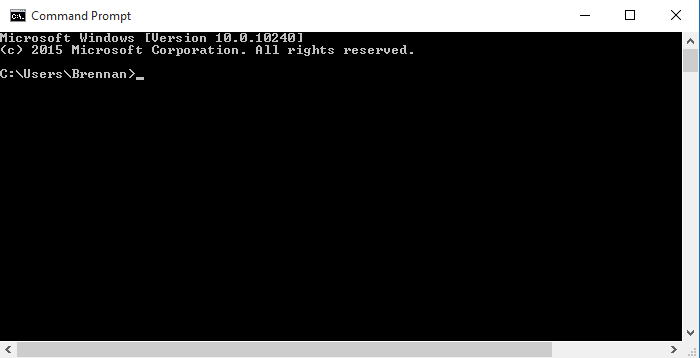 Command Prompt
Microsoft Windows [Version 10.0.10240]
(c) 2015 Microsoft Corporation. All rights reserved.
C:\Users\Brennan>_